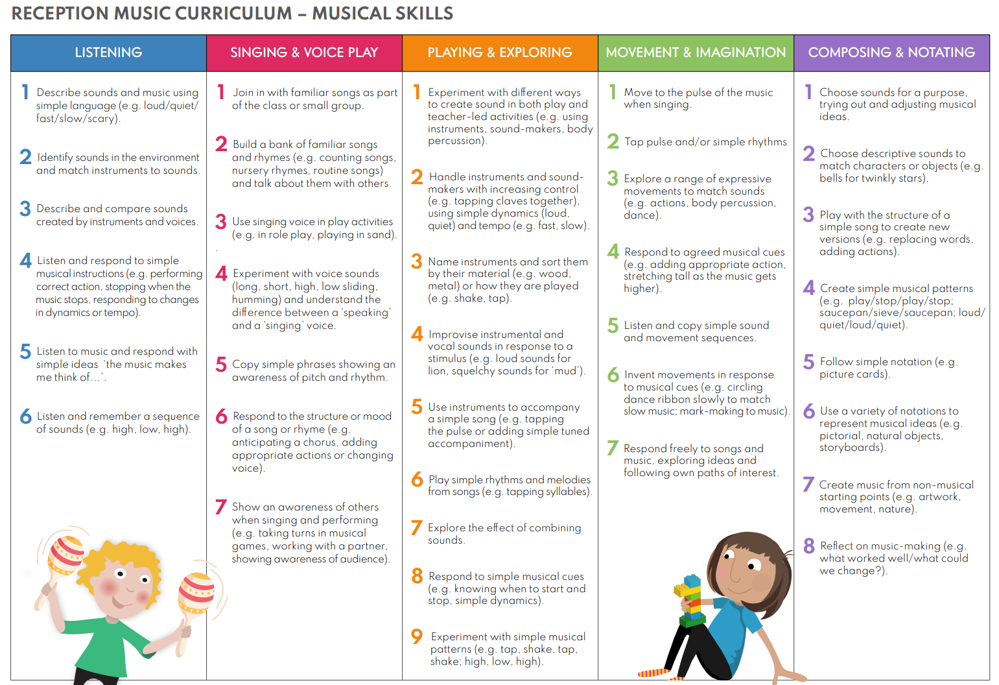 RECEPTION MUSIC CURRICULUM – MUSICAL SKILLS
LISTENING
1 Describe sounds and music using
simple language (e.g. loud/quiet/
fast/slow/scary).
2 Identify sounds in the environment
and match instruments to sounds.
3 Describe and compare sounds
created by instruments and voices.
4 Listen and respond to simple
musical instructions (e.g. performing
correct action, stopping when the
music stops, responding to changes
in dynamics or tempo).
5 Listen to music and respond with
simple ideas ‘the music makes
me think of...’.
6 Listen and remember a sequence
of sounds (e.g. high, low, high).
SINGING & VOICE PLAY
1 Join in with familiar songs as part
of the class or small group.
2 Build a bank of familiar songs
and rhymes (e.g. counting songs,
nursery rhymes, routine songs)
and talk about them with others.
3 Use singing voice in play activities
(e.g. in role play, playing in sand).
.
4 Experiment with voice sounds
(long, short, high, low sliding,
humming) and understand the
difference between a ‘speaking’
and a ‘singing’ voice.
5 Copy simple phrases showing an
awareness of pitch and rhythm.
6 Respond to the structure or mood
of a song or rhyme (e.g.
anticipating a chorus, adding
appropriate actions or changing
voice).
7 Show an awareness of others
when singing and performing
(e.g. taking turns in musical
games, working with a partner,
showing awareness of audience).
PLAYING & EXPLORING
1 Experiment with different ways
to create sound in both play and
teacher-led activities (e.g. using
instruments, sound-makers, body
percussion).
2 Handle instruments and sound-
makers with increasing control
(e.g. tapping claves together),
using simple dynamics (loud,
quiet) and tempo (e.g. fast, slow).
3 Name instruments and sort them
by their material (e.g. wood,
metal) or how they are played
(e.g. shake, tap).
4 Improvise instrumental and
vocal sounds in response to a
stimulus (e.g. loud sounds for
lion, squelchy sounds for ‘mud’).
5 Use instruments to accompany
a simple song (e.g. tapping
the pulse or adding simple tuned
accompaniment).
6 Play simple rhythms and melodies
from songs (e.g. tapping syllables).
7 Explore the effect of combining
sounds.
8 Respond to simple musical cues
(e.g. knowing when to start and
stop, simple dynamics).
9 Experiment with simple musical
patterns (e.g. tap, shake, tap,
shake; high, low, high).
MOVEMENT & IMAGINATION
1 Move to the pulse of the music
when singing.
2 Tap pulse and/or simple rhythms
3 Explore a range of expressive
movements to match sounds
(e.g. actions, body percussion,
dance).
4 Respond to agreed musical cues
(e.g. adding appropriate action,
stretching tall as the music gets
higher).
5 Listen and copy simple sound
and movement sequences.
6 Invent movements in response
to musical cues (e.g. circling
dance ribbon slowly to match
slow music; mark-making to music).
7 Respond freely to songs and
music, exploring ideas and
following own paths of interest.
COMPOSING & NOTATING
1 Choose sounds for a purpose,
trying out and adjusting musical
ideas.
2 Choose descriptive sounds to
match characters or objects (e.g.
bells for twinkly stars).
3 Play with the structure of a
simple song to create new
versions (e.g. replacing words,
adding actions).
4 Create simple musical patterns
(e.g. play/stop/play/stop;
saucepan/sieve/saucepan; loud/
quiet/loud/quiet).
5 Follow simple notation (e.g.
picture cards).
6 Use a variety of notations to
represent musical ideas (e.g.
pictorial, natural objects,
storyboards).
7 Create music from non-musical
starting points (e.g. artwork,
movement, nature).
8 Reflect on music-making (e.g.
what worked well/what could
we change?).